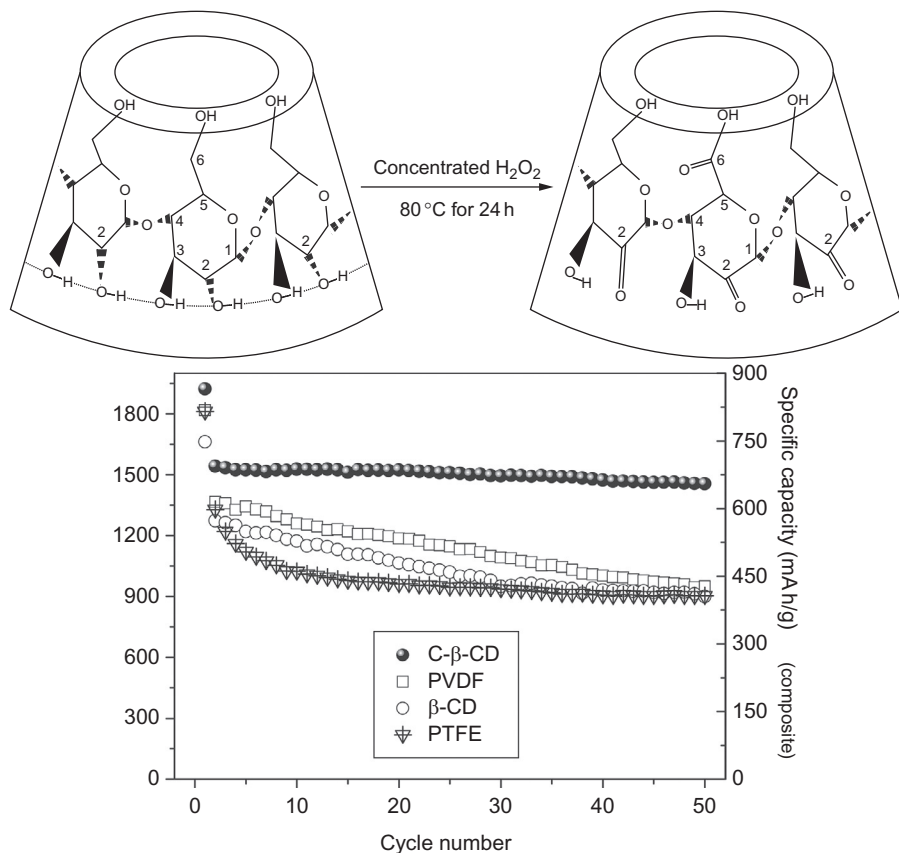 OH OH OH
6
O 5 O O
2 O 4 O
3 1 2
2
O H O H O H O H O H O H
Concentrated H₂O₂
80 °C for 24 h
OH OH OH
O 6
O 5 O O
2 O 4 O
3 1 2
2
O H O O H O O H O
1800
1500
1200
900
600
300
0
C-β-CD
PVDF
β-CD
PTFE
900
750
600
450
300
150
0
Specific capacity (mA h/g)
(composite)
0 10 20 30 40 50
Cycle number